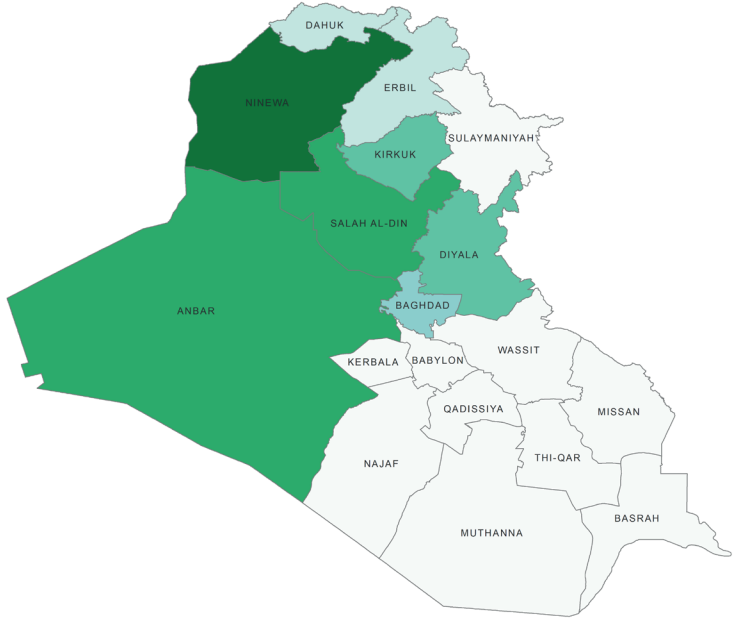 DAHUK
ERBIL
NINEWA
SULAYMANIYAH
KIRKUK
SALAH AL-DIN
DIYALA
ANBAR
BAGHDAD
WASSIT
KERBALA
BABYLON
QADISSIYA
MISSAN
NAJAF
THI-QAR
BASRAH
MUTHANNA